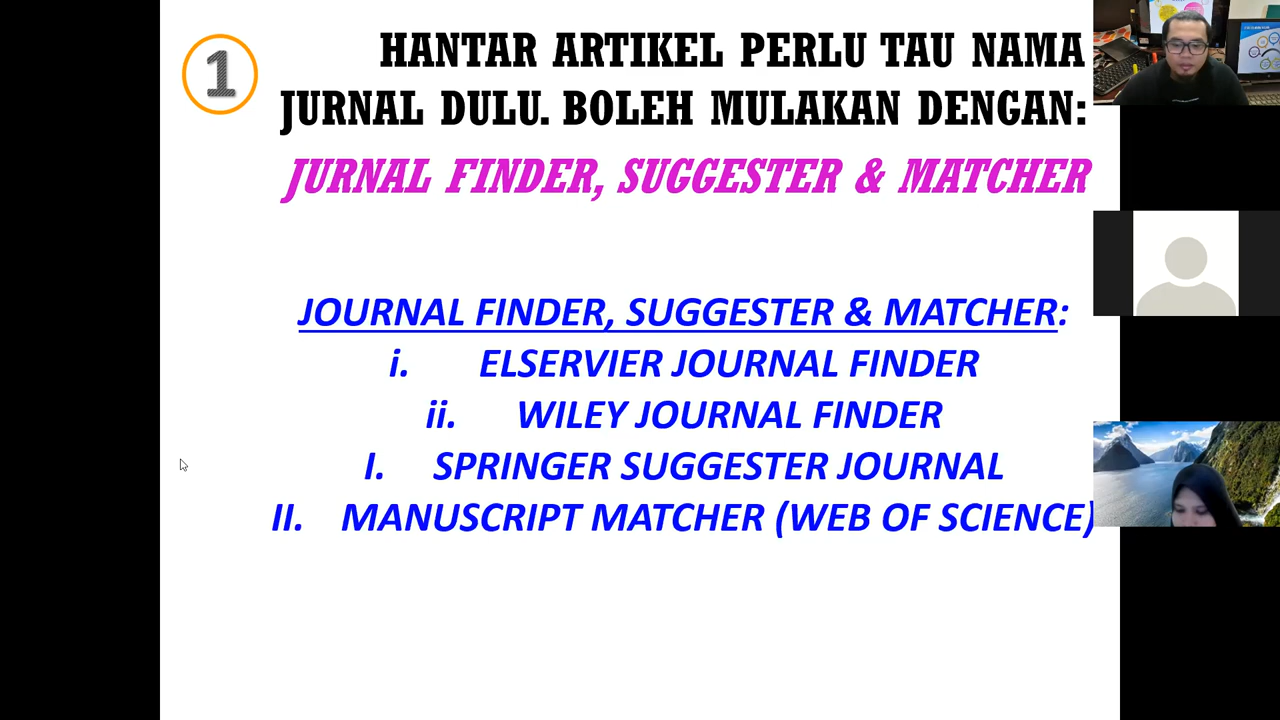 1
HANTAR ARTIKEL PERLU TAU NAMA
JURNAL DULU. BOLEH MULAKAN DENGAN:
JURNAL FINDER, SUGGESTER & MATCHER
JOURNAL FINDER, SUGGESTER & MATCHER:
i. ELSERVIER JOURNAL FINDER
ii. WILEY JOURNAL FINDER
I. SPRINGER SUGGESTER JOURNAL
II. MANUSCRIPT MATCHER (WEB OF SCIENCE)